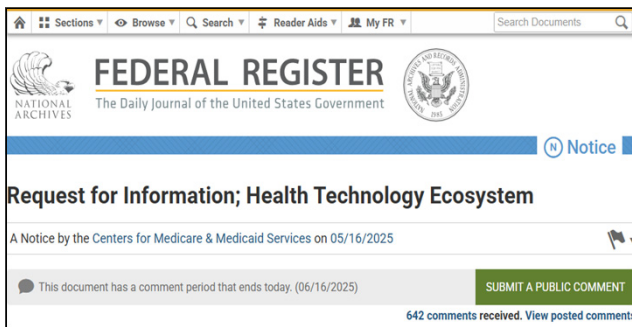 Sections ▼ Browse ▼ Search ▼ Reader Aids ▼ My FR ▼ Search Documents
FEDERAL REGISTER
The Daily Journal of the United States Government
NATIONAL
ARCHIVES
N Notice
Request for Information; Health Technology Ecosystem
A Notice by the Centers for Medicare & Medicaid Services on 05/16/2025
This document has a comment period that ends today. (06/16/2025) SUBMIT A PUBLIC COMMENT
642 comments received. View posted comments